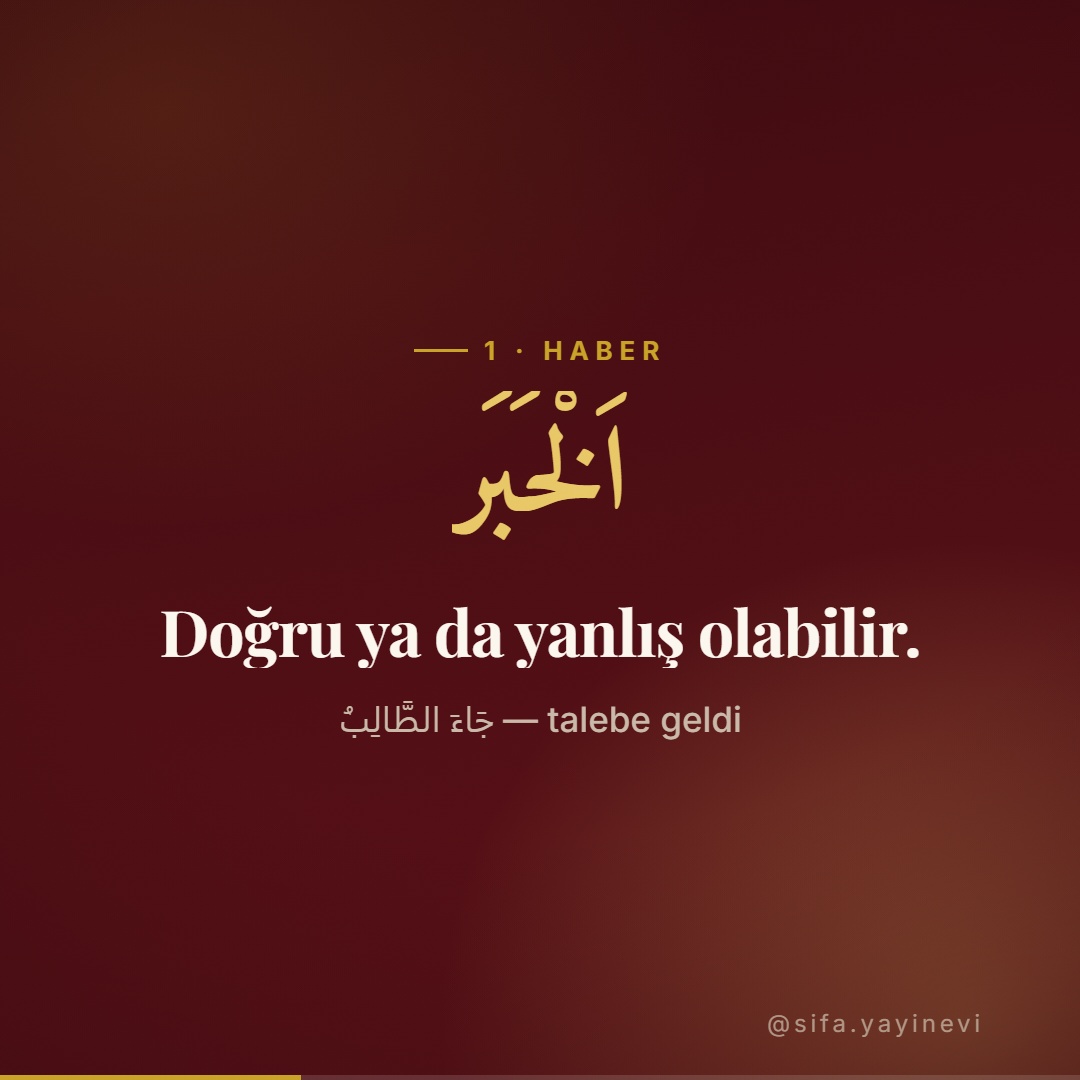 1 · HABER
اَلْخَبَر
Doğru ya da yanlış olabilir.
جَاءَ الطَّالِبُ — talebe geldi
@sifa.yayinevi